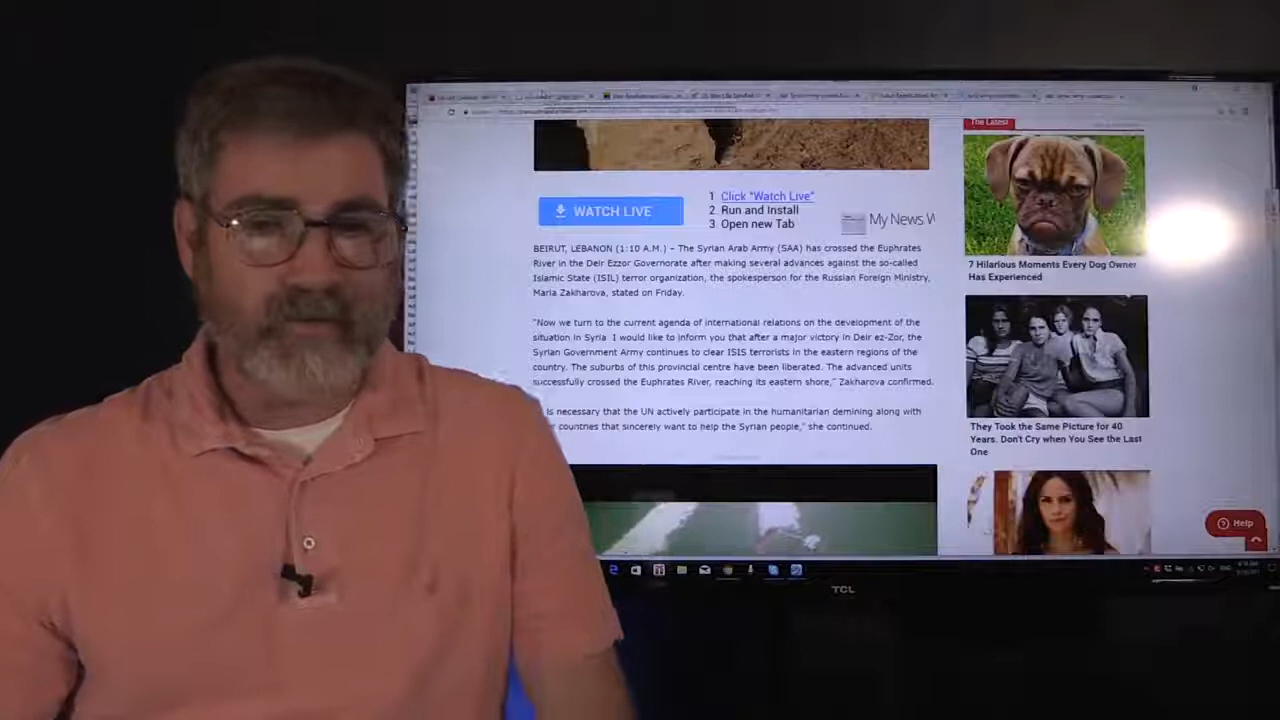 The Latest
WATCH LIVE
1 Click "Watch Live"
2 Run and Install
3 Open new Tab
My News W
BEIRUT, LEBANON (1:10 A.M.) – The Syrian Arab Army (SAA) has crossed the Euphrates
River in the Deir Ezzor Governorate after making several advances against the so-called
Islamic State (ISIL) terror organization, the spokesperson for the Russian Foreign Ministry,
Maria Zakharova, stated on Friday.
"Now we turn to the current agenda of international relations on the development of the
situation in Syria. I would like to inform you that after a major victory in Deir ez-Zor, the
Syrian Government Army continues to clear ISIS terrorists in the eastern regions of the
country. The suburbs of this provincial centre have been liberated. The advanced units
successfully crossed the Euphrates River, reaching its eastern shore," Zakharova confirmed.
is necessary that the UN actively participate in the humanitarian demining along with
countries that sincerely want to help the Syrian people," she continued.
7 Hilarious Moments Every Dog Owner
Has Experienced
They Took the Same Picture for 40
Years. Don't Cry when You See the Last
One
Help
TCL